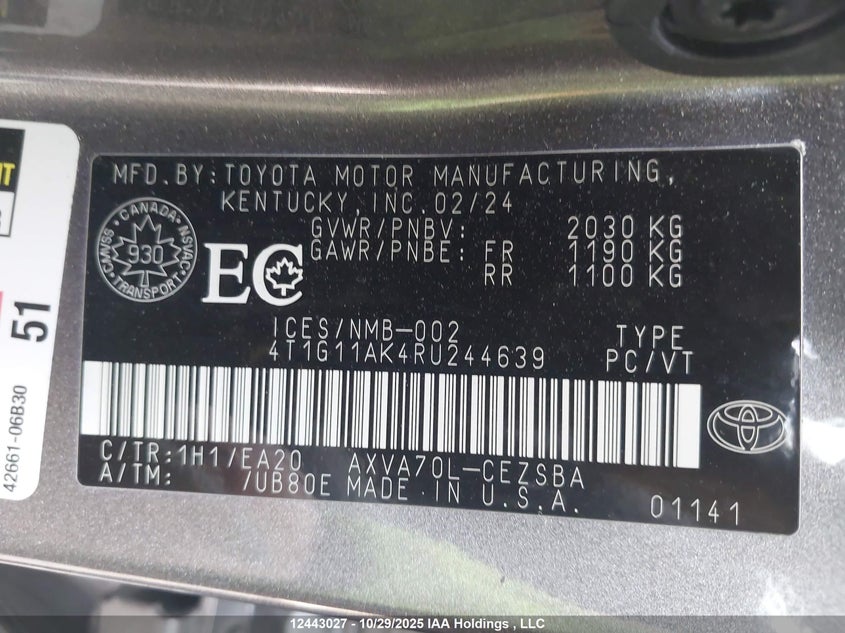 MFD.BY:TOYOTA MOTOR MANUFACTURING,
KENTUCKY,INC.02/24
GVWR/PNBV: 2030 KG
GAWR/PNBE: FR 1190 KG
RR 1100 KG
CANADA-NSVAC
930
CMVSS
TRANSPORT
EC
ICES/NMB-002
4T1G11AK4RU244639
TYPE
PC/VT
C/TR:1H1/EA20 AXVA70L-CEZSBA
A/TM: /UB80E MADE IN U.S.A.
01141
51
42661-06B30
12443027 - 10/29/2025 IAA Holdings , LLC